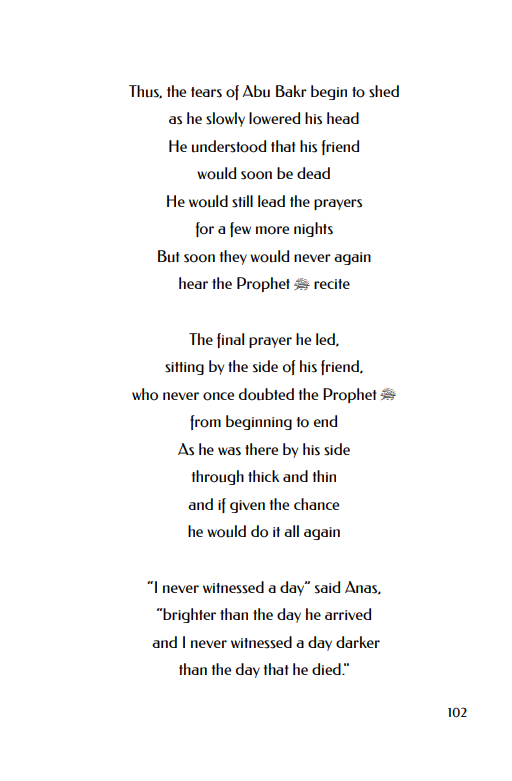 Thus, the tears of Abu Bakr begin to shed
as he slowly lowered his head
He understood that his friend
would soon be dead
He would still lead the prayers
for a few more nights
But soon they would never again
hear the Prophet ﷺ recite
The final prayer he led,
sitting by the side of his friend,
who never once doubted the Prophet ﷺ
from beginning to end
As he was there by his side
through thick and thin
and if given the chance
he would do it all again
“I never witnessed a day” said Anas,
“brighter than the day he arrived
and I never witnessed a day darker
than the day that he died.”
102